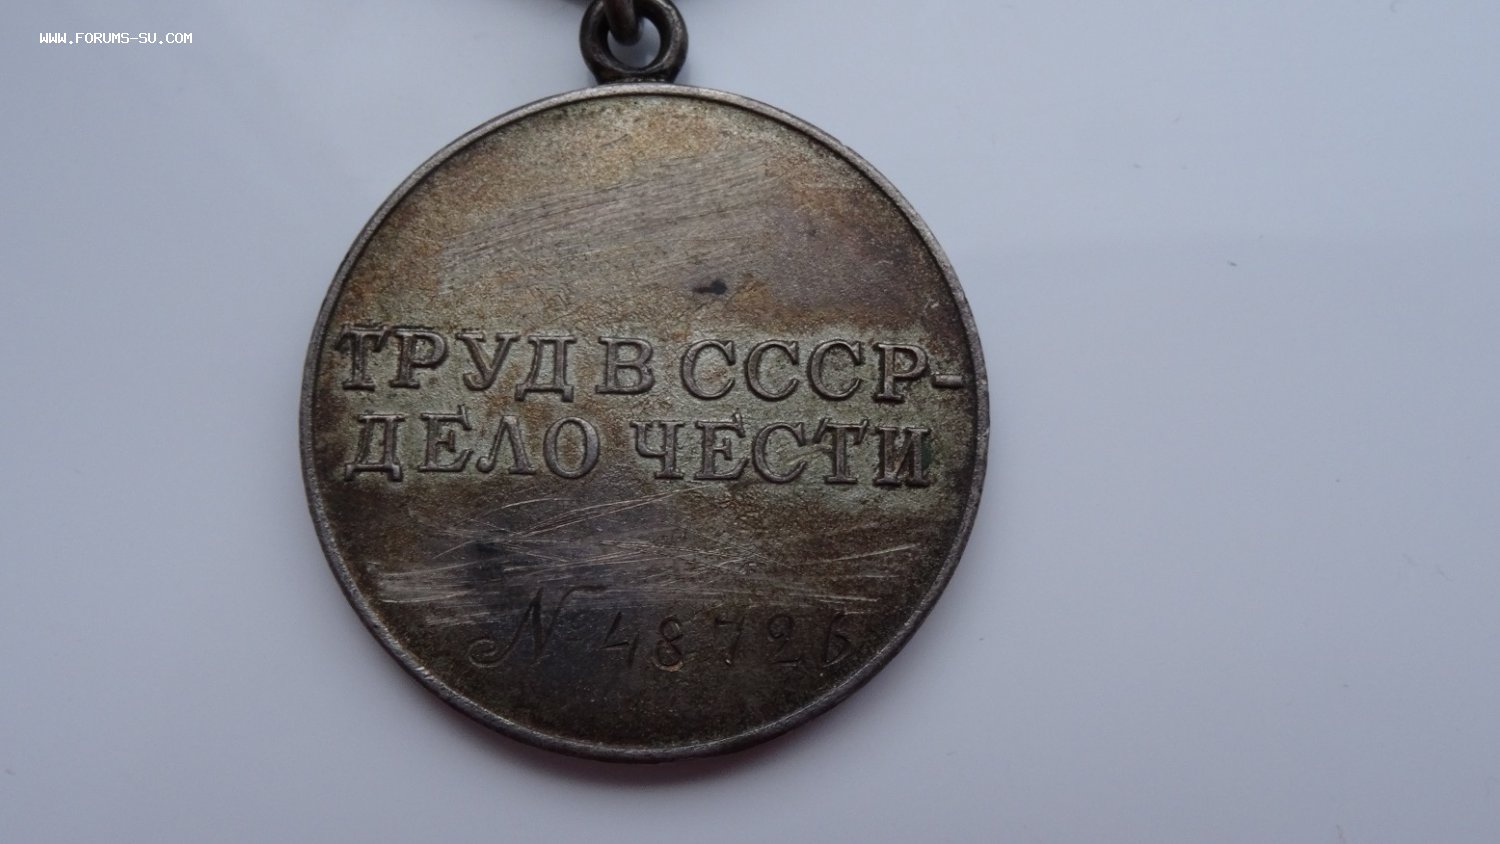 WWW.FORUMS-SU.COM
ТРУД В СССР-
ДЕЛО ЧЕСТИ
№ 48726